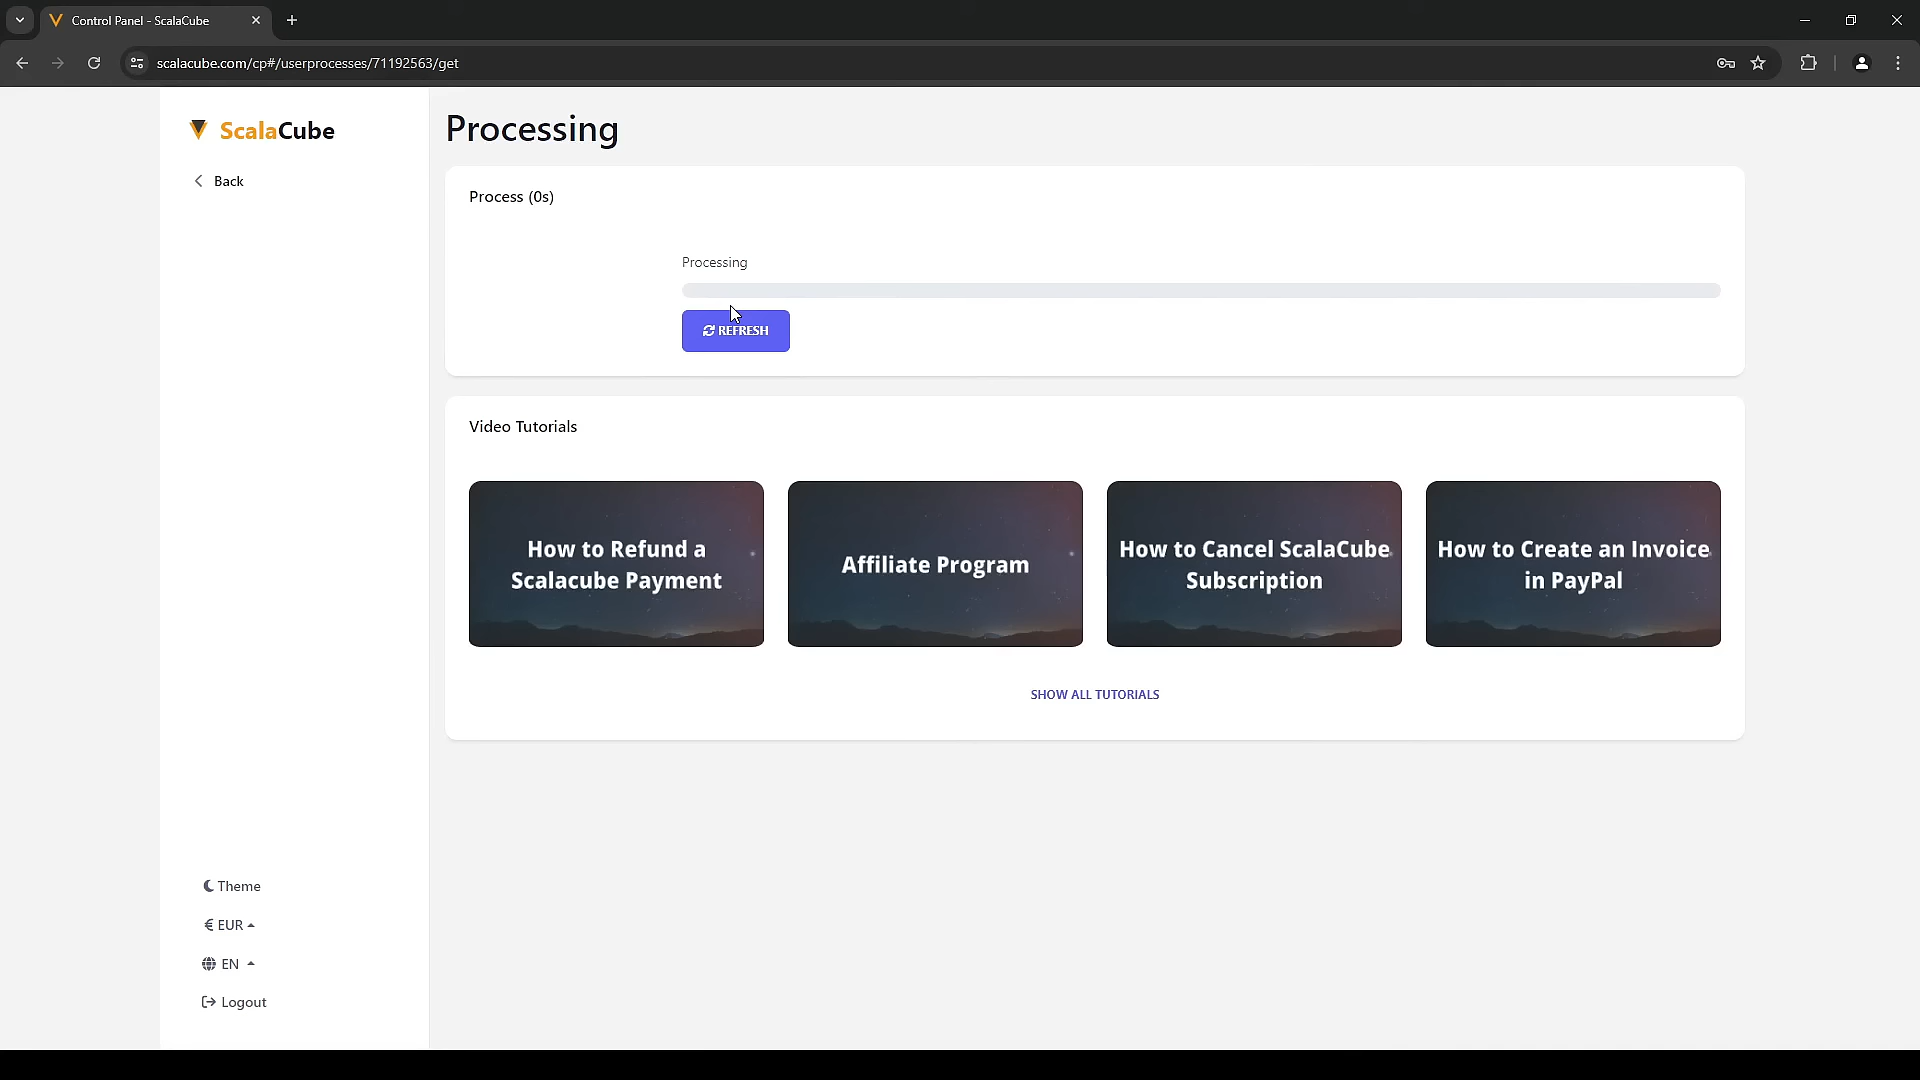 Control Panel - ScalaCube
scalacube.com/cp#/userprocesses/71192563/get
ScalaCube
Back
Processing
Process (0s)
Processing
REFRESH
Video Tutorials
How to Refund a
Scalacube Payment
Affiliate Program
How to Cancel ScalaCube
Subscription
How to Create an Invoice
in PayPal
SHOW ALL TUTORIALS
Theme
€ EUR
EN
Logout